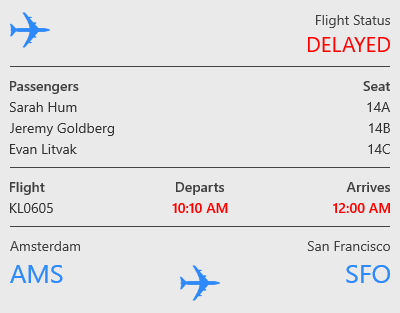 Flight Status
DELAYED
Passengers Seat
Sarah Hum 14A
Jeremy Goldberg 14B
Evan Litvak 14C
Flight Departs Arrives
KL0605 10:10 AM 12:00 AM
Amsterdam San Francisco
AMS SFO